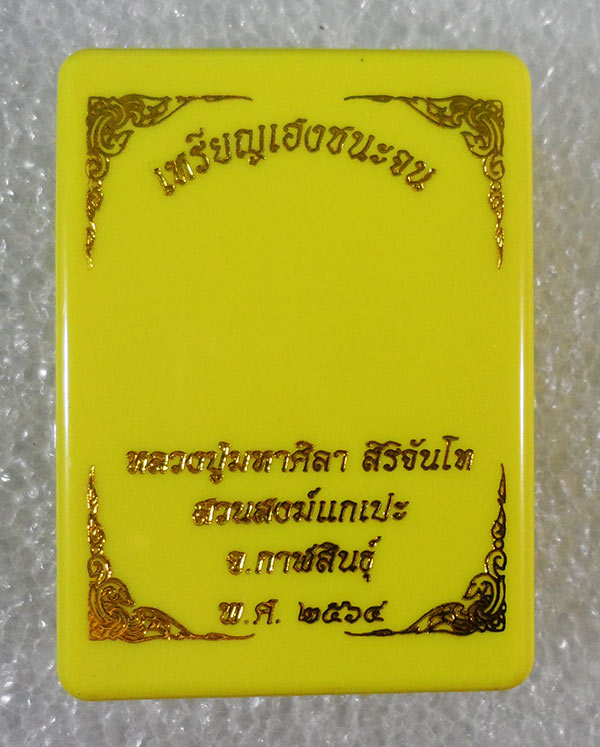 เหรียญเฮงชนะจน
หลวงปู่มหาศิลา สิริจันโท
สวนสงฆ์แกเปะ
จ.กาฬสินธุ์
พ.ศ. ๒๕๖๔